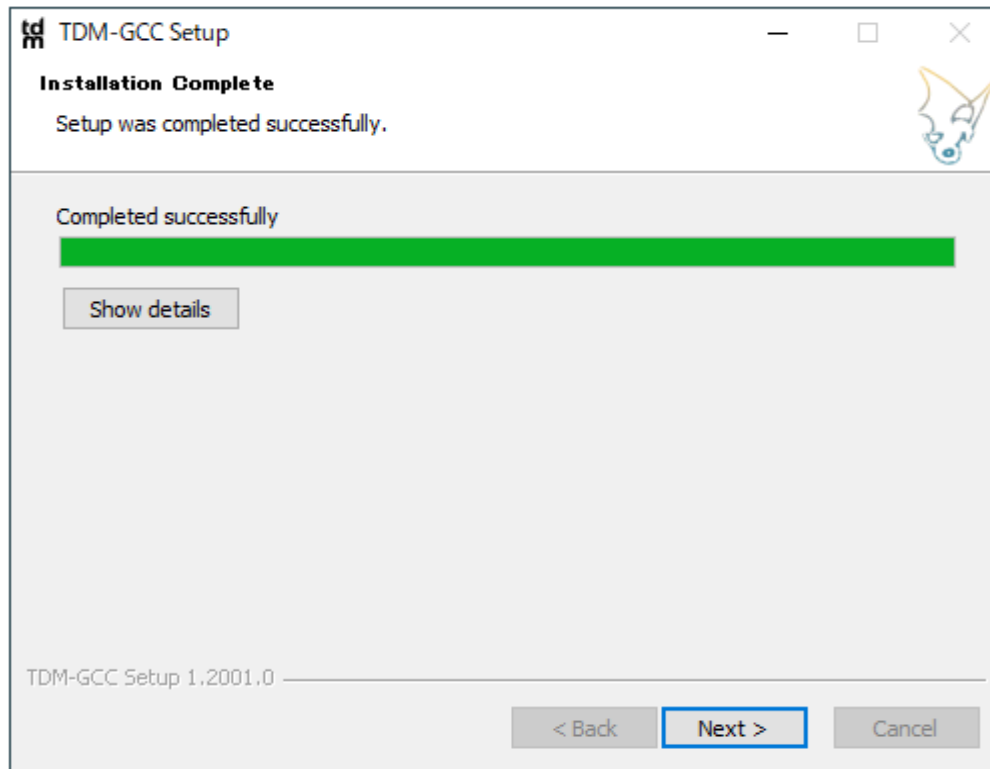 tdm TDM-GCC Setup
Installation Complete
Setup was completed successfully.
Completed successfully
Show details
TDM-GCC Setup 1.2001.0
< Back Next > Cancel